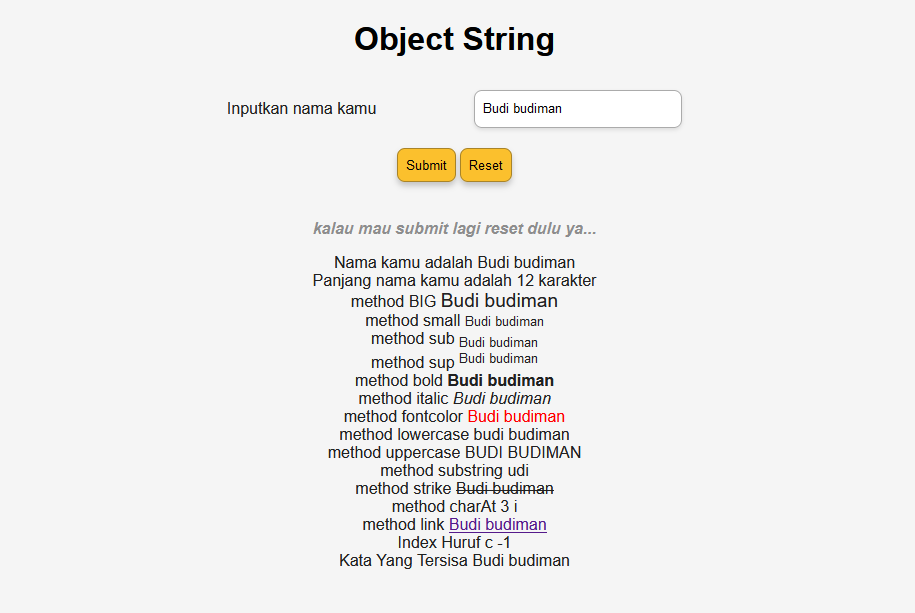 Object String
Inputkan nama kamu Budi budiman
Submit Reset
kalau mau submit lagi reset dulu ya...
Nama kamu adalah Budi budiman
Panjang nama kamu adalah 12 karakter
method BIG Budi budiman
method small Budi budiman
method sub Budi budiman
method sup Budi budiman
method bold Budi budiman
method italic Budi budiman
method fontcolor Budi budiman
method lowercase budi budiman
method uppercase BUDI BUDIMAN
method substring udi
method strike Budi budiman
method charAt 3 i
method link Budi budiman
Index Huruf c -1
Kata Yang Tersisa Budi budiman